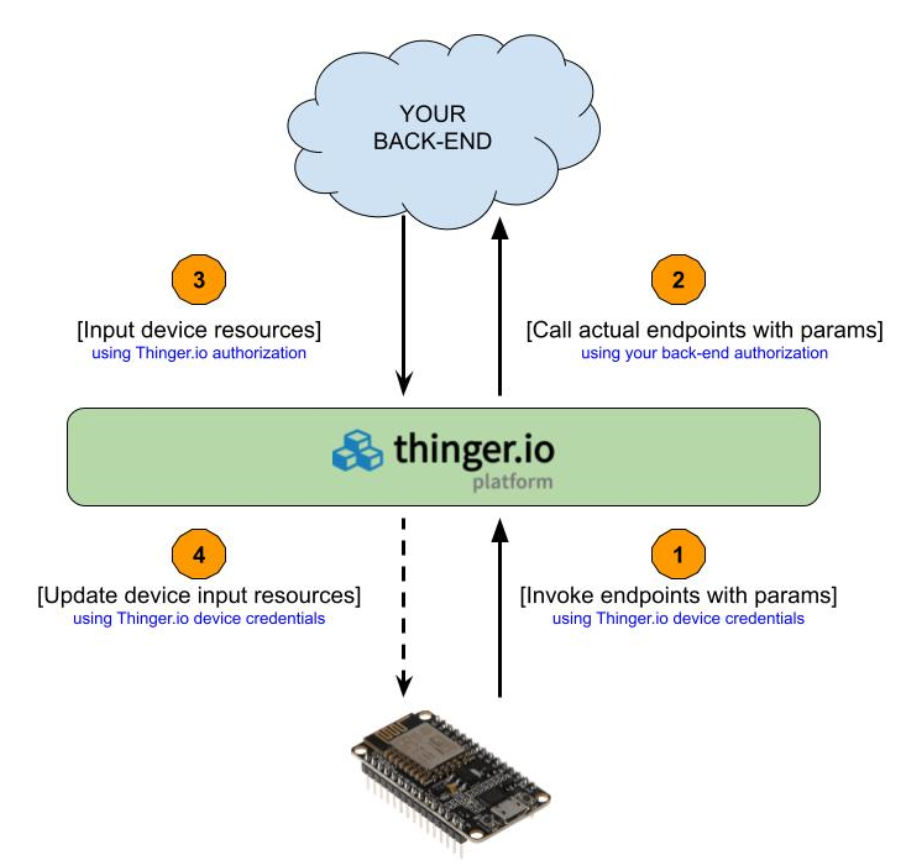 YOUR
BACK-END
3
[Input device resources]
using Thinger.io authorization
2
[Call actual endpoints with params]
using your back-end authorization
thinger.io
platform
4
[Update device input resources]
using Thinger.io device credentials
1
[Invoke endpoints with params]
using Thinger.io device credentials